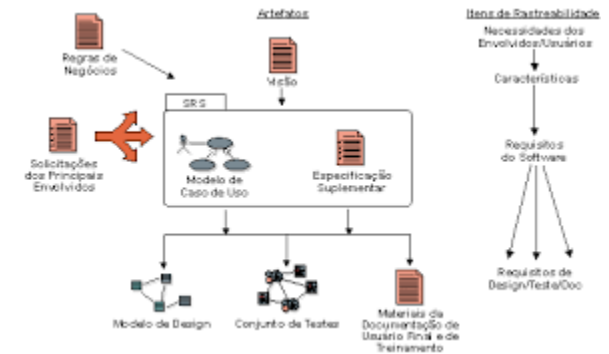 Artefatos
Itens de Rastreabilidade
Regras de
Negócios
Visão
Necessidades dos
Envolvidos/Usuários
Características
SRS
Solicitações
dos Principais
Envolvidos
Modelo de
Caso de Uso
Especificação
Suplementar
Requisitos
do Software
Modelo de Design
Conjunto de Testes
Materiais da
Documentação de
Usuário Final e de
Treinamento
Requisitos de
Design/Teste/Doc